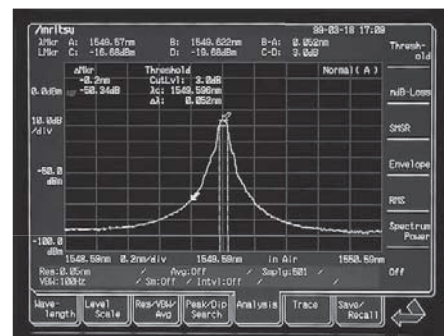 /Anritsu 99-03-18 17:09
λMkr A: 1549.57nm B: 1549.622nm B-A: 0.052nm
LMkr C: -16.68dBm D: -19.68dBm C-D: 3.0dB
Thresh-
old
ΔMkr Threshold Normal( A )
-0.2nm CutLvl: 3.0dB
-50.34dB λc: 1549.596nm
Δλ: 0.052nm
0.0dBm
ndB-Loss
10.0dB
/div
SMSR
Envelope
-50.0
dBm
RMS
Spectrum
Power
-100.0
dBm
1548.59nm 0.2nm/div 1549.59nm in Air 1550.59nm
Res:0.05nm / Avg:Off / Smplg:501 /
VBW:100Hz / Sm:Off / Intvl:Off /
Off
Wave-
length
Level
Scale
Res/VBW/
Avg
Peak/Dip
Search
Analysis
Trace
Save/
Recall